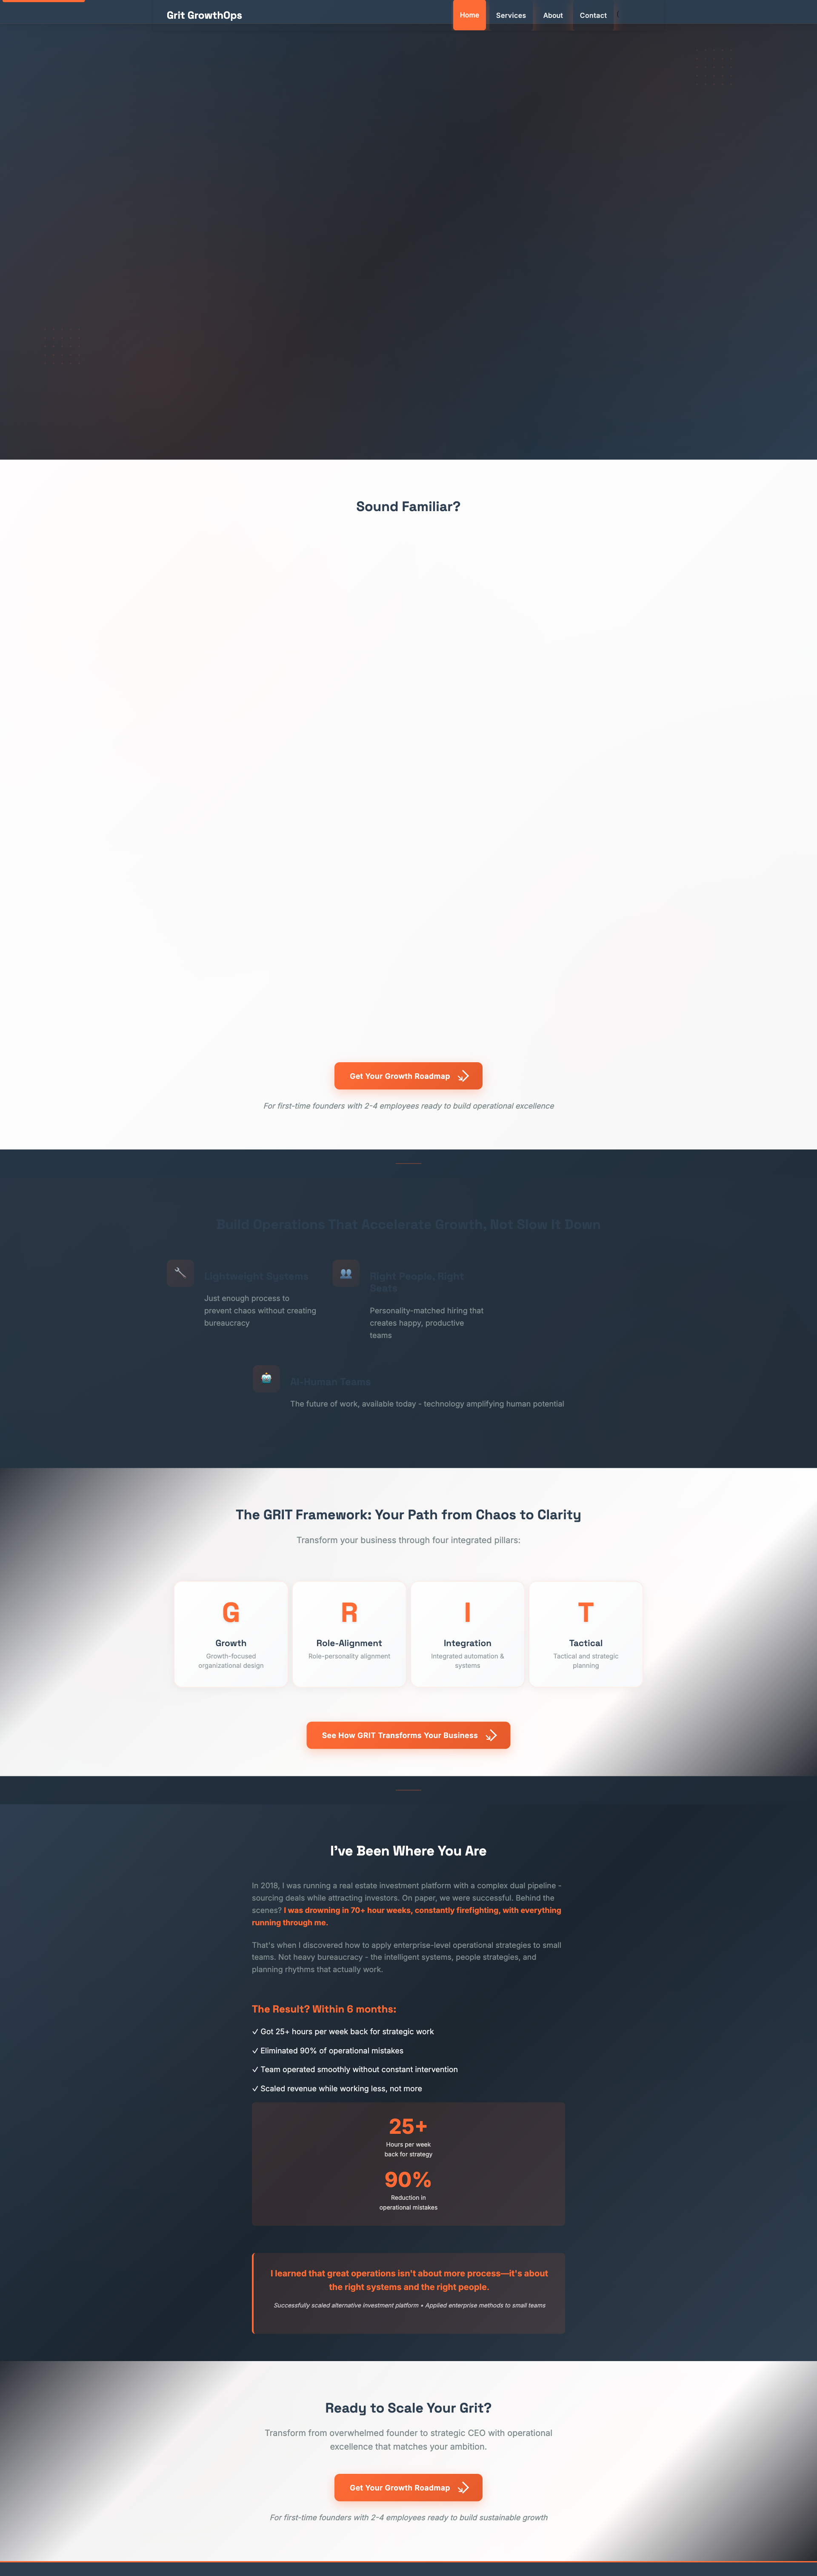 Grit GrowthOps
Home
Services
About
Contact
Sound Familiar?
Get Your Growth Roadmap
For first-time founders with 2-4 employees ready to build operational excellence
Build Operations That Accelerate Growth, Not Slow It Down
Lightweight Systems
Just enough process to
prevent chaos without creating
bureaucracy
Right People, Right
Seats
Personality-matched hiring that
creates happy, productive
teams
AI-Human Teams
The future of work, available today - technology amplifying human potential
The GRIT Framework: Your Path from Chaos to Clarity
Transform your business through four integrated pillars:
G
Growth
Growth-focused
organizational design
R
Role-Alignment
Role-personality alignment
I
Integration
Integrated automation &
systems
T
Tactical
Tactical and strategic
planning
See How GRIT Transforms Your Business
I've Been Where You Are
In 2018, I was running a real estate investment platform with a complex dual pipeline -
sourcing deals while attracting investors. On paper, we were successful. Behind the
scenes? I was drowning in 70+ hour weeks, constantly firefighting, with everything
running through me.
That's when I discovered how to apply enterprise-level operational strategies to small
teams. Not heavy bureaucracy - the intelligent systems, people strategies, and
planning rhythms that actually work.
The Result? Within 6 months:
✓ Got 25+ hours per week back for strategic work
✓ Eliminated 90% of operational mistakes
✓ Team operated smoothly without constant intervention
✓ Scaled revenue while working less, not more
25+
Hours per week
back for strategy
90%
Reduction in
operational mistakes
I learned that great operations isn't about more process—it's about
the right systems and the right people.
Successfully scaled alternative investment platform • Applied enterprise methods to small teams
Ready to Scale Your Grit?
Transform from overwhelmed founder to strategic CEO with operational
excellence that matches your ambition.
Get Your Growth Roadmap
For first-time founders with 2-4 employees ready to build sustainable growth